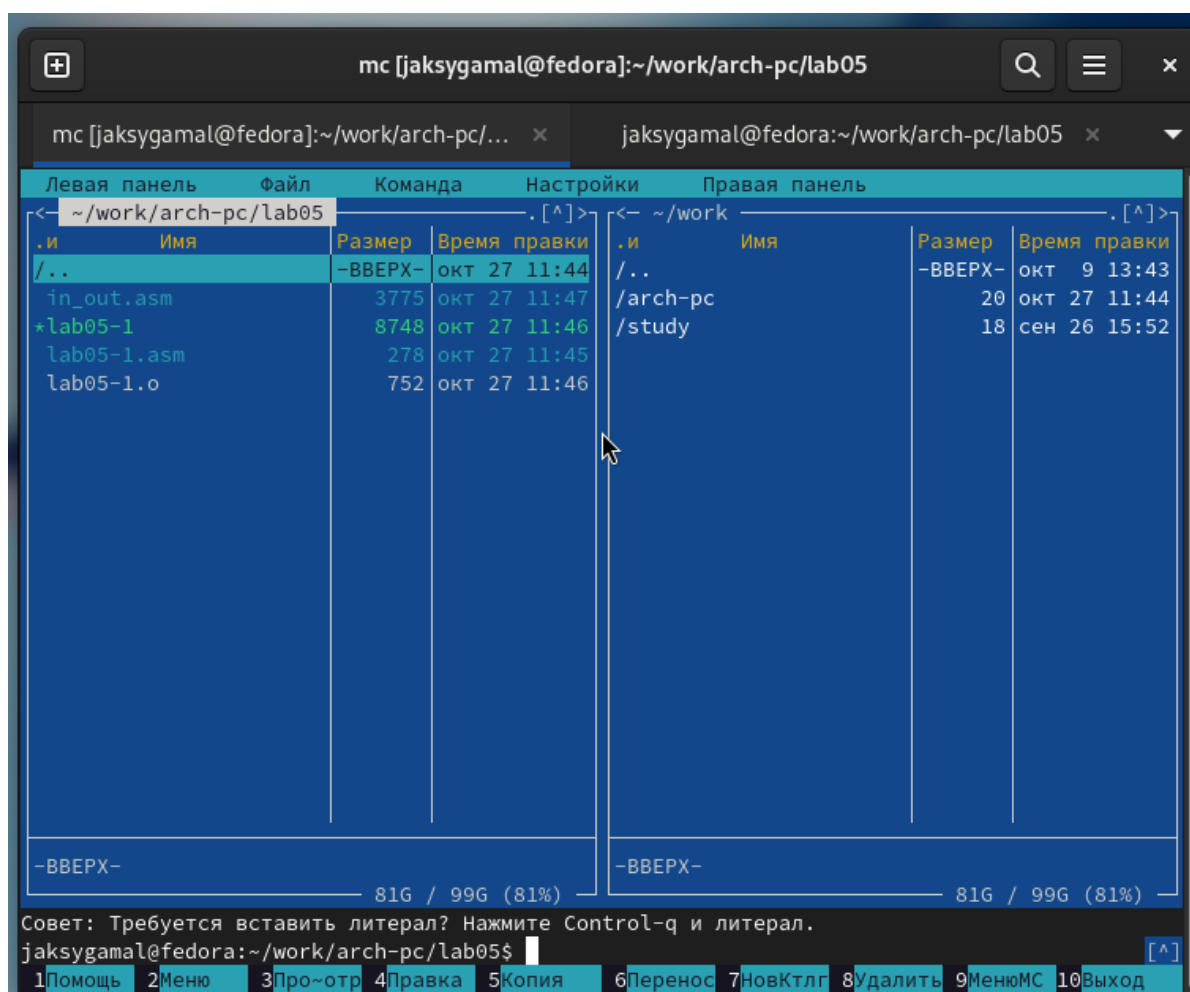 mc [jaksygamal@fedora]:~/work/arch-pc/lab05
mc [jaksygamal@fedora]:~/work/arch-pc/... × jaksygamal@fedora:~/work/arch-pc/lab05 ×
Левая панель Файл Команда Настройки Правая панель
<─ ~/work/arch-pc/lab05 ─.[^]>┐┌<─ ~/work ─.[^]>
.и Имя Размер Время правки .и Имя Размер Время правки
/.. -ВВЕРХ- окт 27 11:44 /.. -ВВЕРХ- окт 9 13:43
in_out.asm 3775 окт 27 11:47 /arch-pc 20 окт 27 11:44
*lab05-1 8748 окт 27 11:46 /study 18 сен 26 15:52
lab05-1.asm 278 окт 27 11:45
lab05-1.o 752 окт 27 11:46
-ВВЕРХ- -ВВЕРХ-
81G / 99G (81%) 81G / 99G (81%)
Совет: Требуется вставить литерал? Нажмите Control-q и литерал.
jaksygamal@fedora:~/work/arch-pc/lab05$ [^]
1Помощь 2Меню 3Про~отр 4Правка 5Копия 6Перенос 7НовКтлг 8Удалить 9МенюМС 10Выход